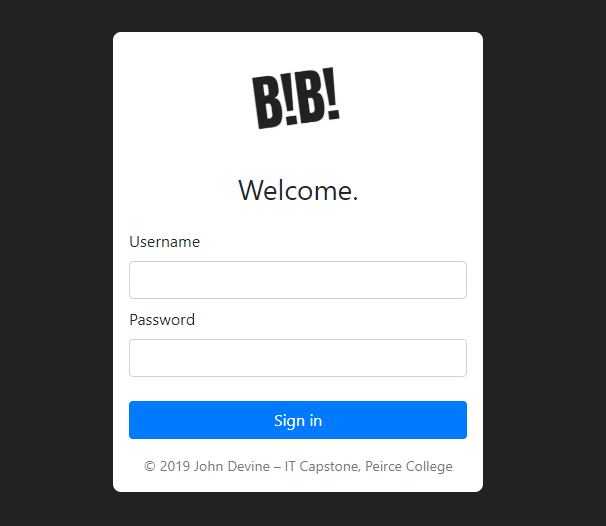 B!B!
Welcome.
Username
Password
Sign in
© 2019 John Devine – IT Capstone, Peirce College